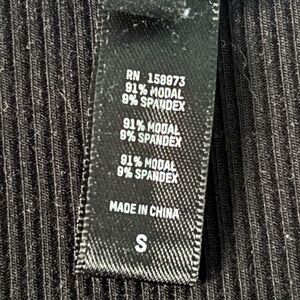 RN 158973
91% MODAL
9% SPANDEX
91% MODAL
9% SPANDEX
91% MODAL
9% SPANDEX
MADE IN CHINA
S